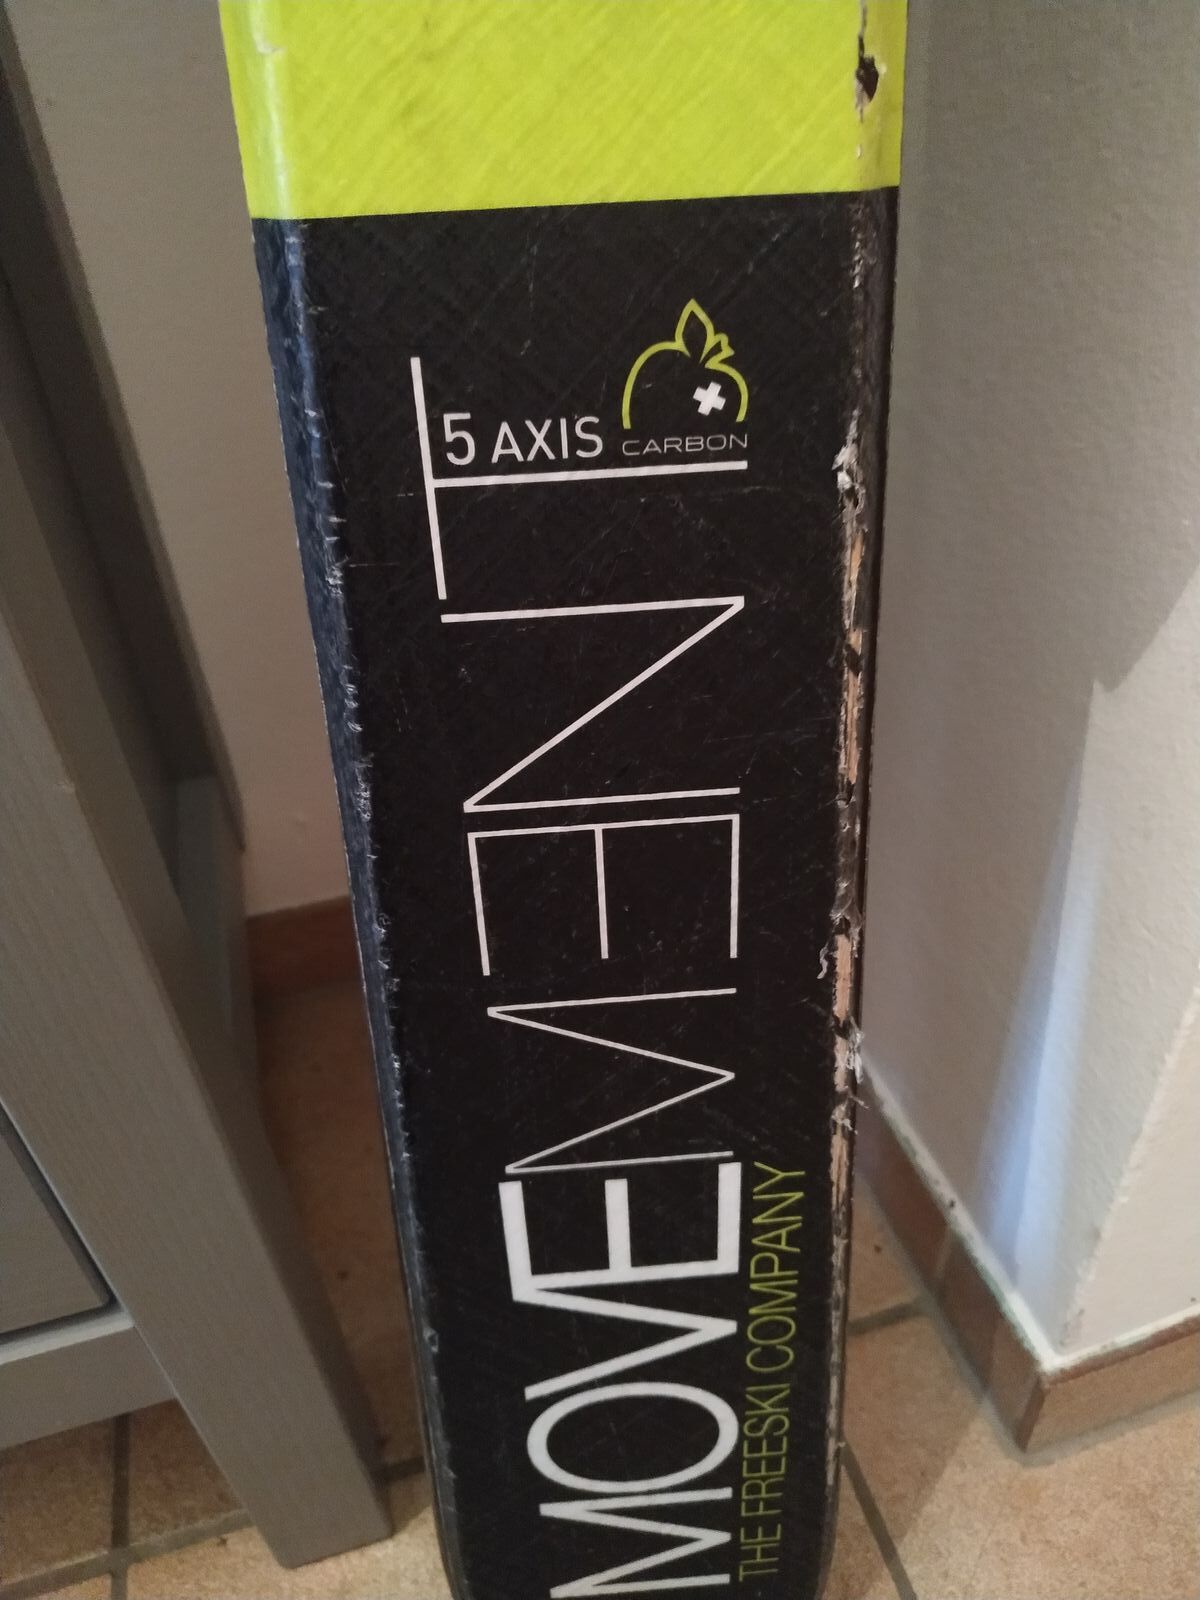 5 AXIS
CARBON
MOVEMENT
THE FREESKI COMPANY